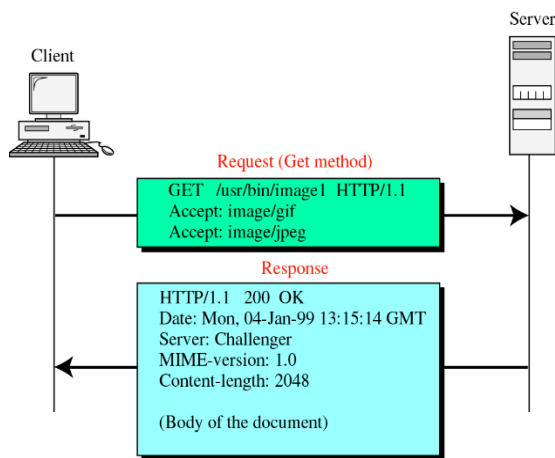 Server
Client
Request (Get method)
GET /usr/bin/image1 HTTP/1.1
Accept: image/gif
Accept: image/jpeg
Response
HTTP/1.1 200 OK
Date: Mon, 04-Jan-99 13:15:14 GMT
Server: Challenger
MIME-version: 1.0
Content-length: 2048
(Body of the document)